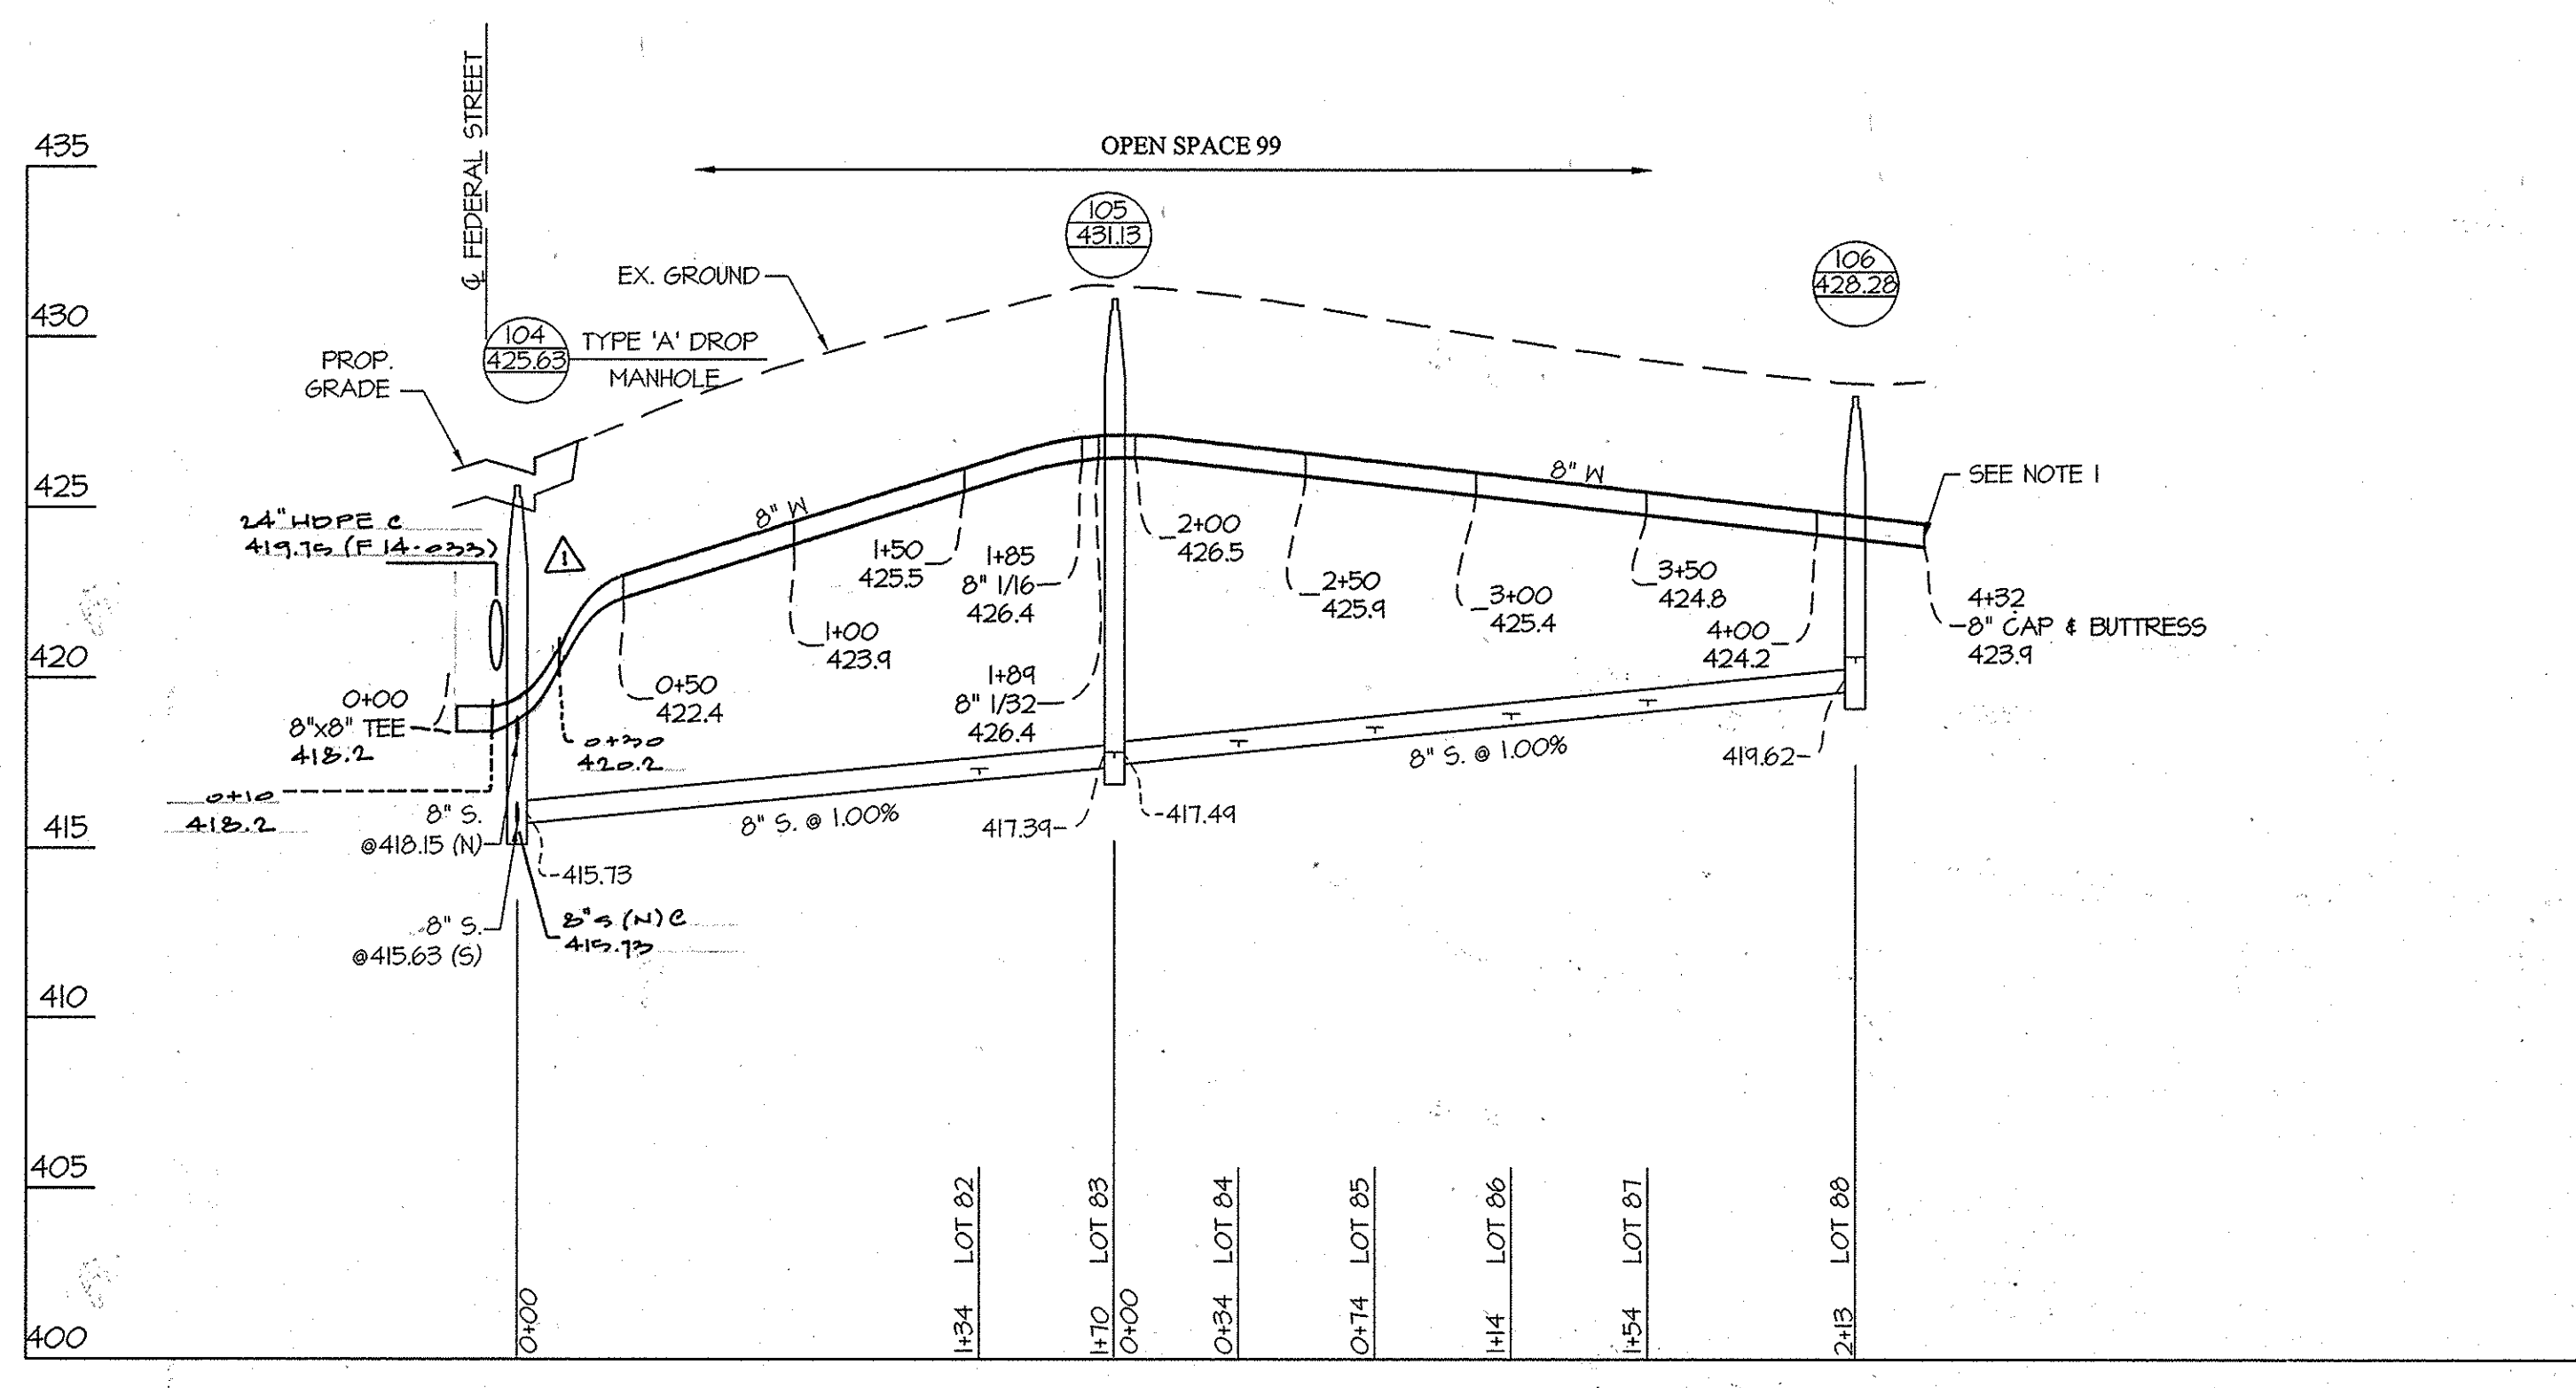 ℄ FEDERAL STREET
OPEN SPACE 99
435
430
425
420
415
410
405
400
105
431.13
106
428.28
104
425.63
TYPE 'A' DROP
MANHOLE
EX. GROUND
PROP.
GRADE
24" HDPE @
419.75 (F 14-033)
1
8" W
8" W
SEE NOTE 1
0+00
8"x8" TEE
418.2
0+10
418.2
0+30
420.2
0+50
422.4
1+00
423.9
1+50
425.5
1+85
8" 1/16
426.4
1+89
8" 1/32
426.4
2+00
426.5
2+50
425.9
3+00
425.4
3+50
424.8
4+00
424.2
4+32
8" CAP & BUTTRESS
423.9
8" S.
@418.15 (N)
8" S.
@415.63 (S)
415.73
8" S (N) @
415.73
8" S. @ 1.00%
417.39
417.49
8" S. @ 1.00%
419.62
0+00
1+34 LOT 82
1+70 LOT 83
0+00
0+34 LOT 84
0+74 LOT 85
1+14 LOT 86
1+54 LOT 87
2+13 LOT 88